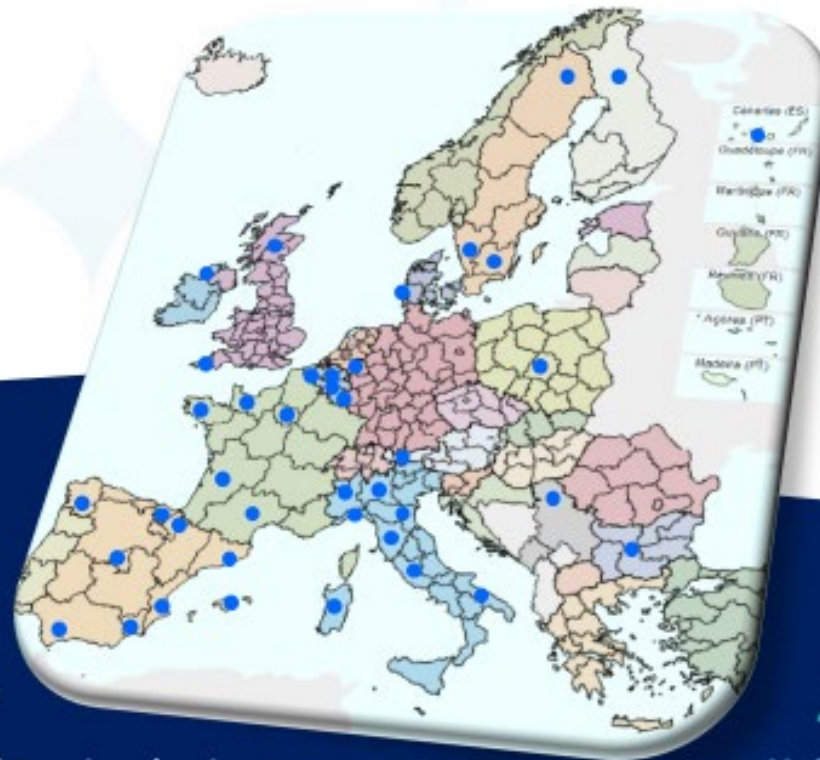 Canarias (ES)
Guadeloupe (FR)
Martinique (FR)
Guyane (FR)
Réunion (FR)
Açores (PT)
Madeira (PT)